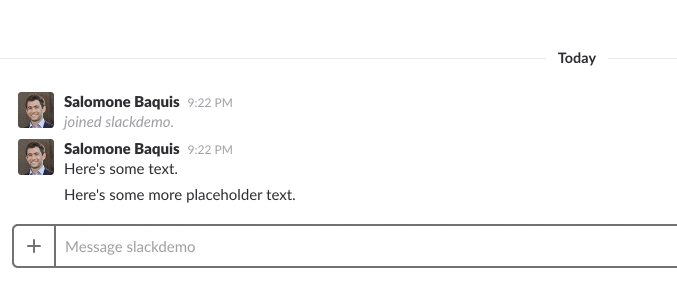 Today
Salomone Baquis 9:22 PM
joined slackdemo.
Salomone Baquis 9:22 PM
Here's some text.
Here's some more placeholder text.
Message slackdemo